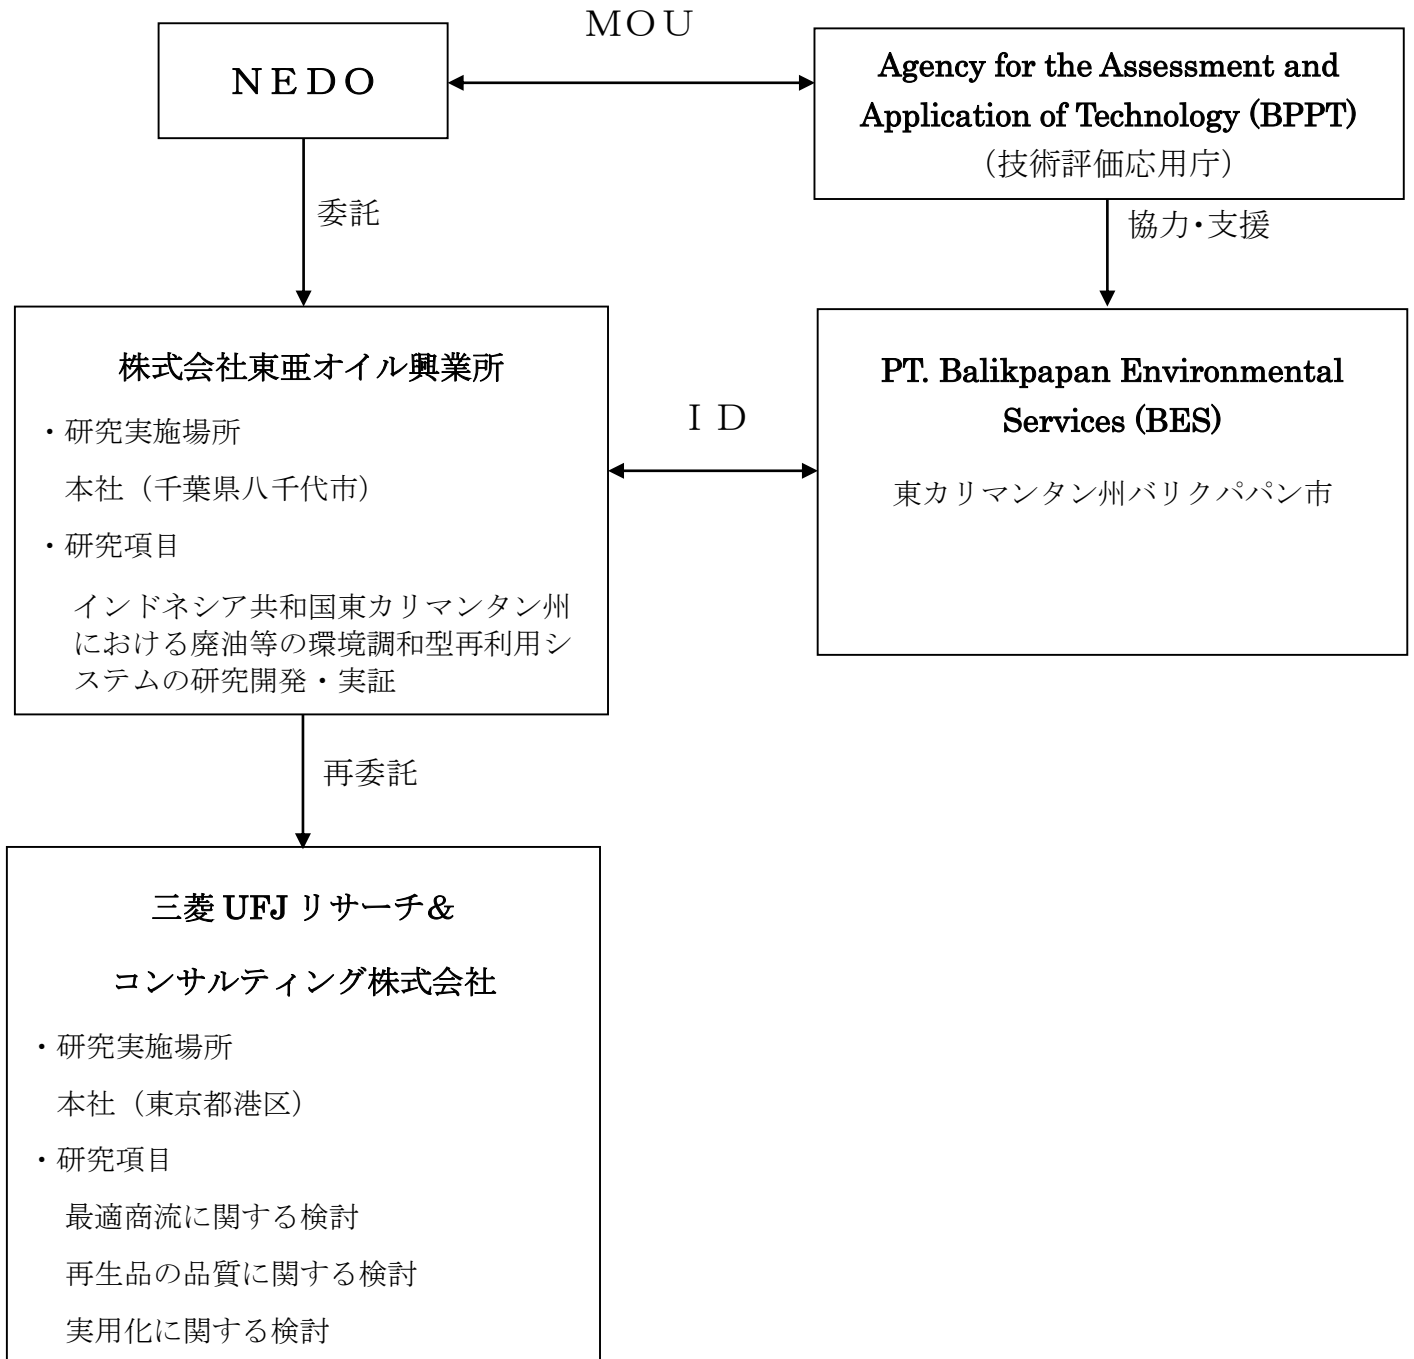 ＭＯＵ
ＮＥＤＯ
Agency for the Assessment and
Application of Technology (BPPT)
（技術評価応用庁）
委託
協力・支援
株式会社東亜オイル興業所
・研究実施場所
本社（千葉県八千代市）
・研究項目
インドネシア共和国東カリマンタン州
における廃油等の環境調和型再利用シ
ステムの研究開発・実証
ＩＤ
PT. Balikpapan Environmental
Services (BES)
東カリマンタン州バリクパパン市
再委託
三菱 UFJ リサーチ＆
コンサルティング株式会社
・研究実施場所
本社（東京都港区）
・研究項目
最適商流に関する検討
再生品の品質に関する検討
実用化に関する検討